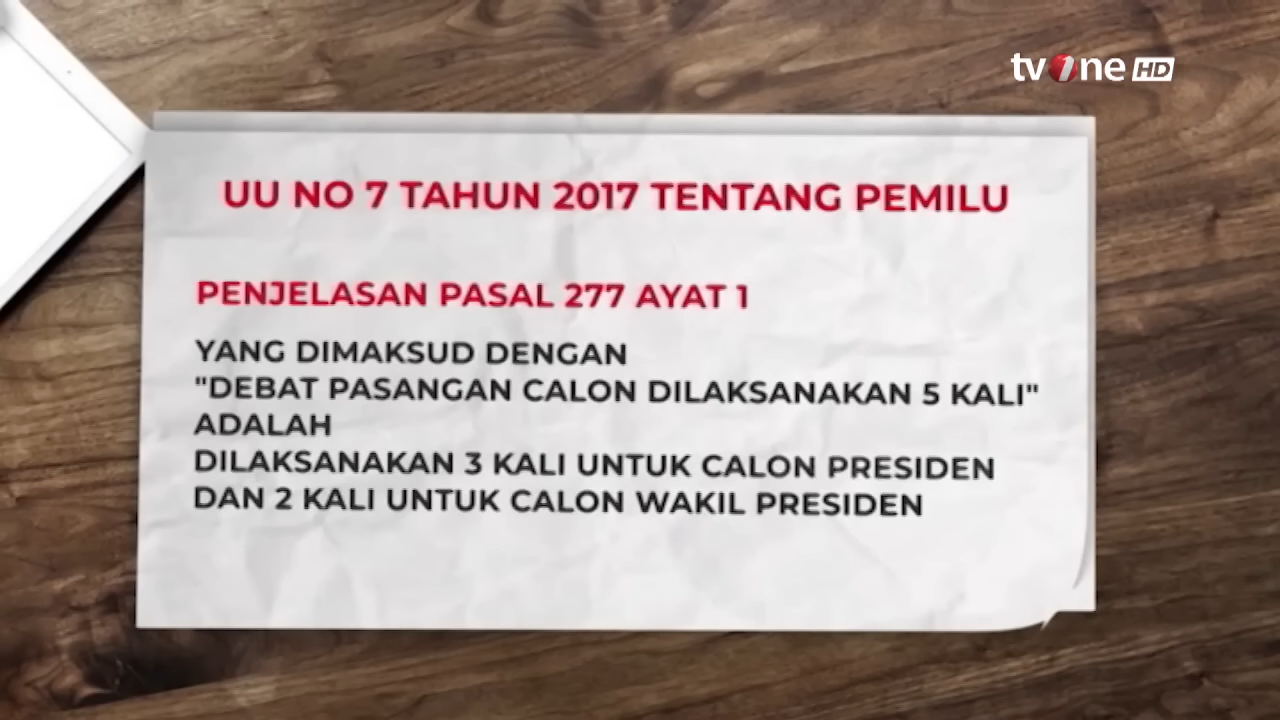 tvOne HD
UU NO 7 TAHUN 2017 TENTANG PEMILU
PENJELASAN PASAL 277 AYAT 1
YANG DIMAKSUD DENGAN
"DEBAT PASANGAN CALON DILAKSANAKAN 5 KALI"
ADALAH
DILAKSANAKAN 3 KALI UNTUK CALON PRESIDEN
DAN 2 KALI UNTUK CALON WAKIL PRESIDEN